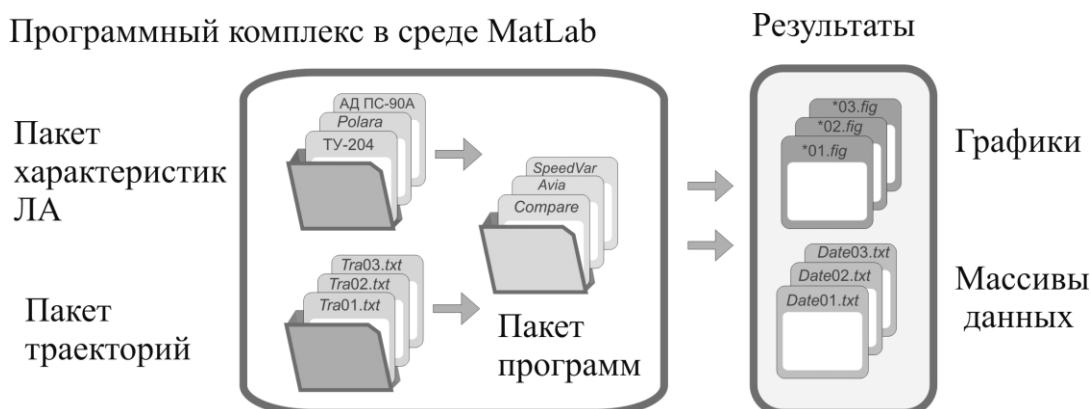 Программный комплекс в среде MatLab
Результаты
Пакет
характеристик
ЛА
АД ПС-90А
Polara
ТУ-204
SpeedVar
Avia
Compare
*03.fig
*02.fig
*01.fig
Графики
Пакет
траекторий
Tra03.txt
Tra02.txt
Tra01.txt
Пакет
программ
Date03.txt
Date02.txt
Date01.txt
Массивы
данных